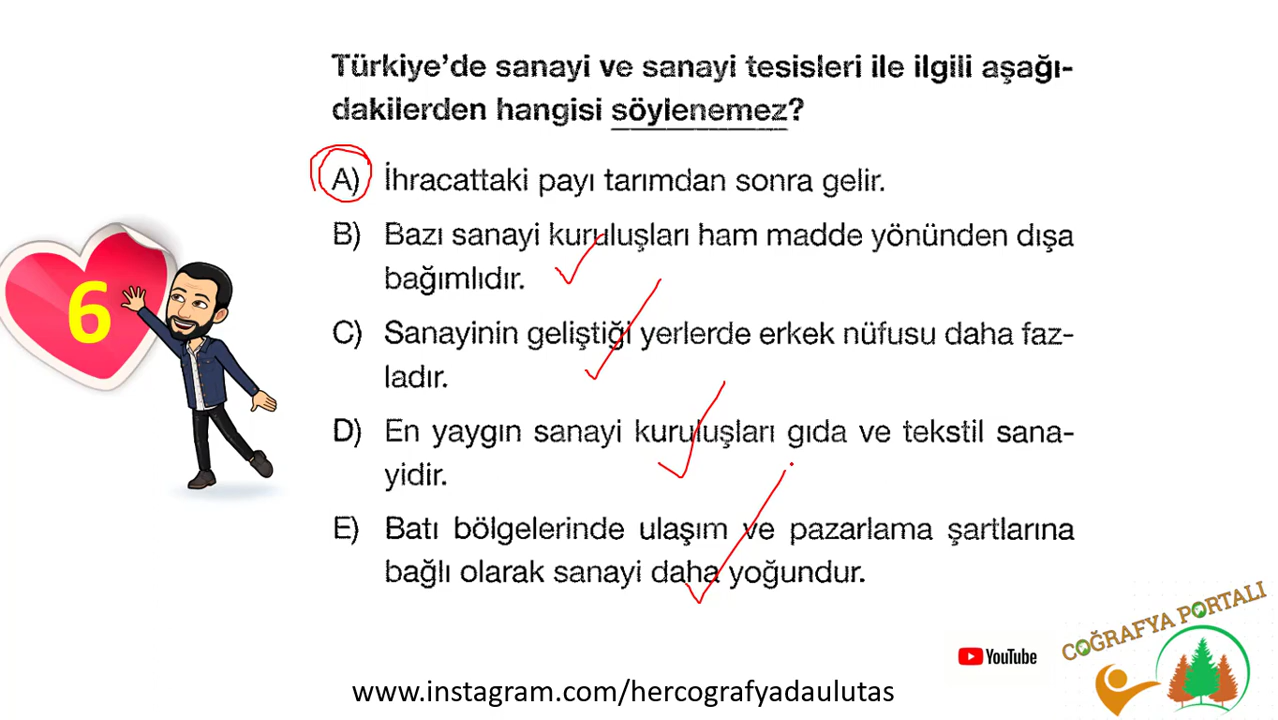 Türkiye'de sanayi ve sanayi tesisleri ile ilgili aşağı-
dakilerden hangisi söylenemez?
A) İhracattaki payı tarımdan sonra gelir.
B) Bazı sanayi kuruluşları ham madde yönünden dışa
bağımlıdır.
C) Sanayinin geliştiği yerlerde erkek nüfusu daha faz-
ladır.
D) En yaygın sanayi kuruluşları gıda ve tekstil sana-
yidir.
E) Batı bölgelerinde ulaşım ve pazarlama şartlarına
bağlı olarak sanayi daha yoğundur.
6
COĞRAFYA PORTALI
YouTube
www.instagram.com/hercografyadaulutas